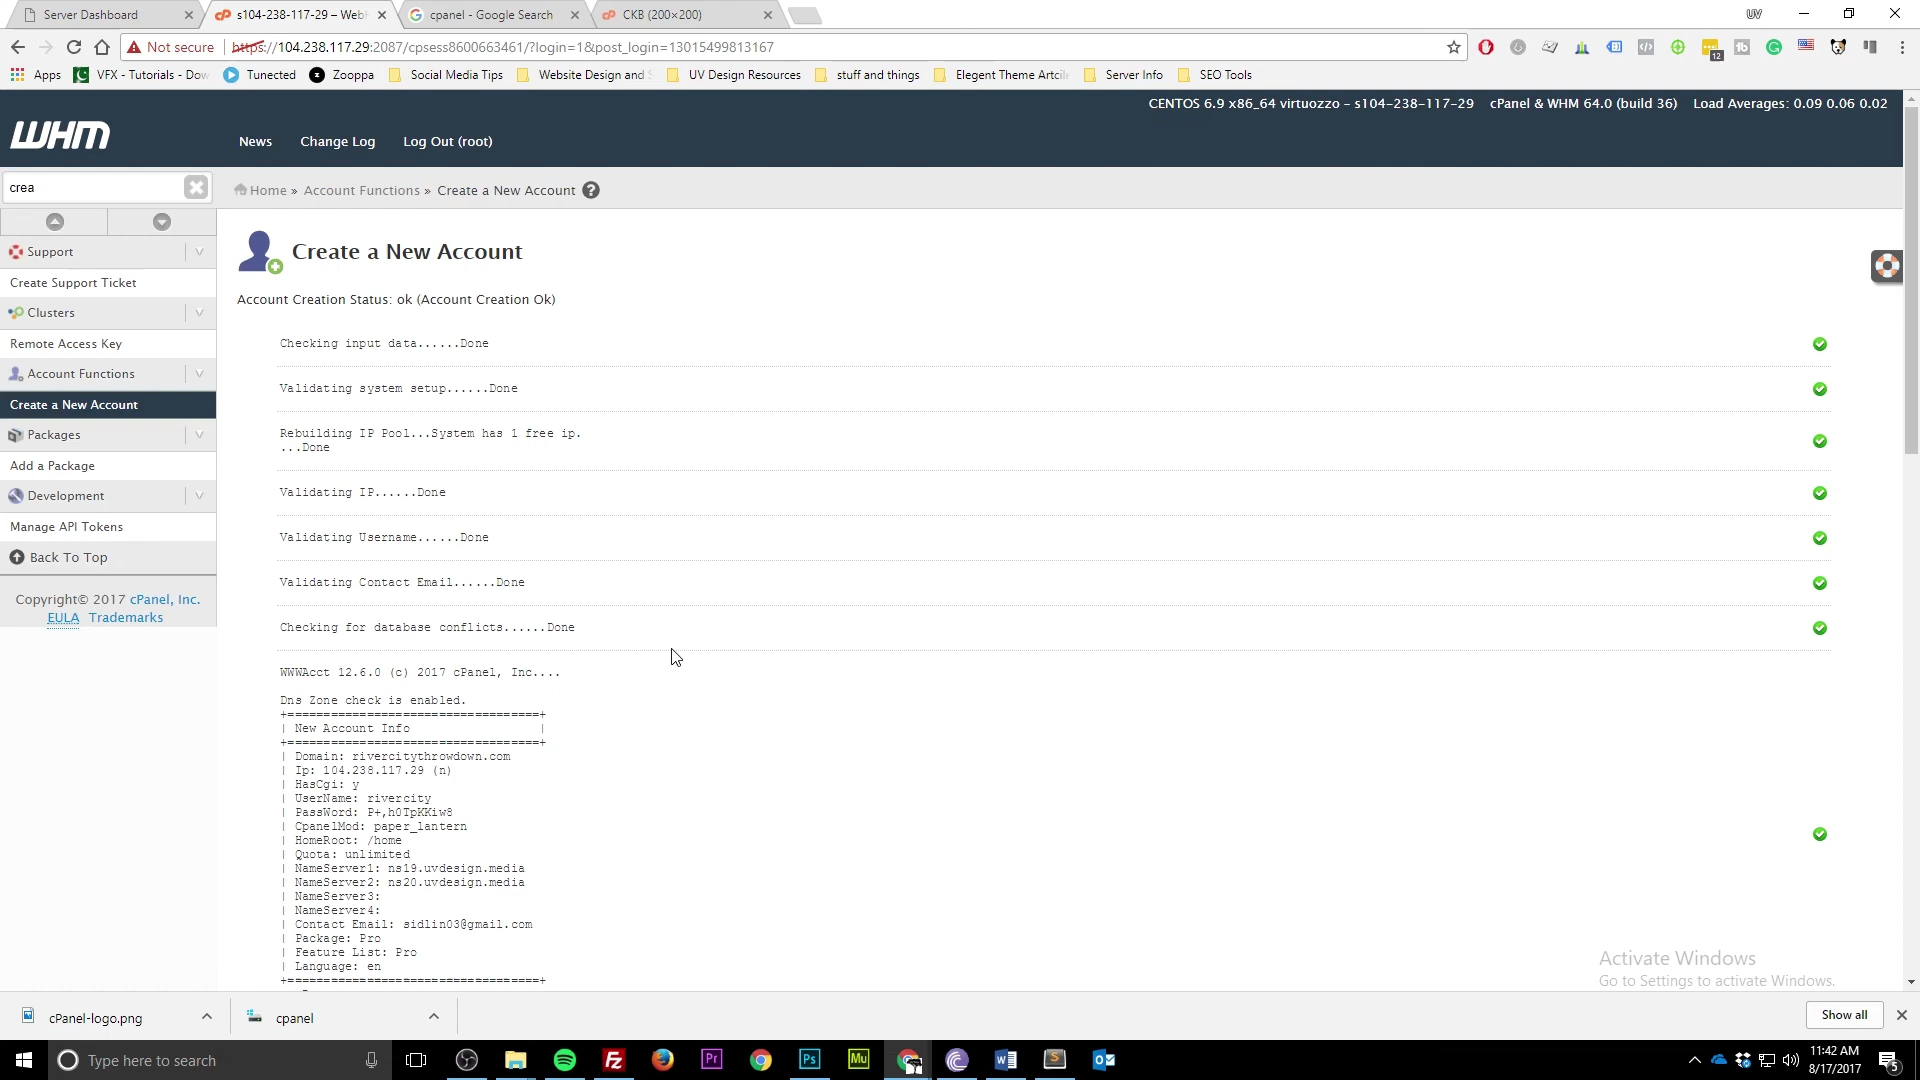 Server Dashboard
s104-238-117-29 – WebH
cpanel - Google Search
CKB (200×200)
UV
Not secure
https://104.238.117.29:2087/cpsess8600663461/?login=1&post_login=13015499813167
12
Apps
VFX - Tutorials - Dow
Tunected
Zooppa
Social Media Tips
Website Design and S
UV Design Resources
stuff and things
Elegent Theme Artcile
Server Info
SEO Tools
CENTOS 6.9 x86_64 virtuozzo – s104-238-117-29 cPanel & WHM 64.0 (build 36) Load Averages: 0.09 0.06 0.02
WHM
News
Change Log
Log Out (root)
crea
Home » Account Functions » Create a New Account
Support
Create Support Ticket
Clusters
Remote Access Key
Account Functions
Create a New Account
Packages
Add a Package
Development
Manage API Tokens
Back To Top
Copyright© 2017 cPanel, Inc.
EULA Trademarks
Create a New Account
Account Creation Status: ok (Account Creation Ok)
Checking input data......Done
Validating system setup......Done
Rebuilding IP Pool...System has 1 free ip.
...Done
Validating IP......Done
Validating Username......Done
Validating Contact Email......Done
Checking for database conflicts......Done
WWWAcct 12.6.0 (c) 2017 cPanel, Inc....
Dns Zone check is enabled.
+===================================+
| New Account Info |
+===================================+
| Domain: rivercitythrowdown.com
| Ip: 104.238.117.29 (n)
| HasCgi: y
| UserName: rivercity
| PassWord: P+,h0TpKKiw8
| CpanelMod: paper_lantern
| HomeRoot: /home
| Quota: unlimited
| NameServer1: ns19.uvdesign.media
| NameServer2: ns20.uvdesign.media
| NameServer3:
| NameServer4:
| Contact Email: sidlin03@gmail.com
| Package: Pro
| Feature List: Pro
| Language: en
+===================================+
Activate Windows
Go to Settings to activate Windows.
cPanel-logo.png
cpanel
Show all
Type here to search
Pr
Ps
Mu
11:42 AM
8/17/2017
5